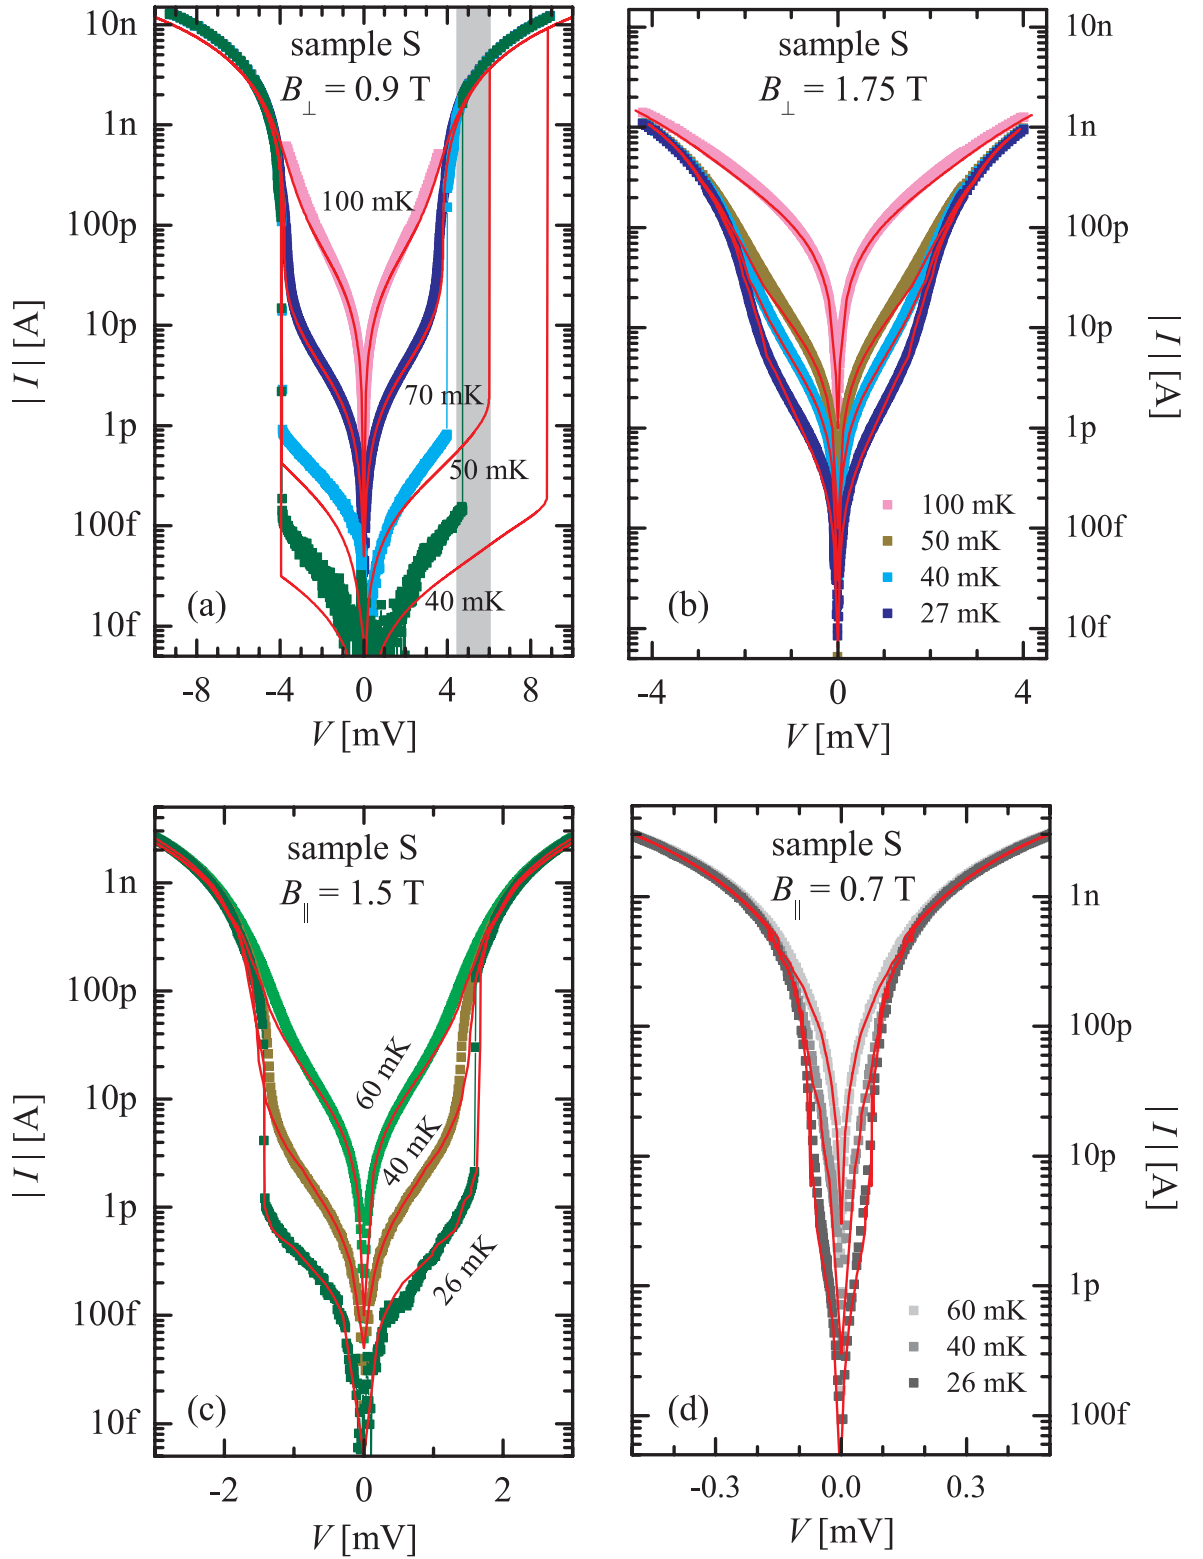 10n
1n
100p
10p
1p
100f
10f
|I| [A]
sample S
B⊥ = 0.9 T
100 mK
70 mK
50 mK
40 mK
(a)
-8
-4
0
4
8
V [mV]
sample S
B⊥ = 1.75 T
100 mK
50 mK
40 mK
27 mK
(b)
10n
1n
100p
10p
1p
100f
10f
|I| [A]
-4
0
4
V [mV]
1n
100p
10p
1p
100f
10f
|I| [A]
sample S
B|| = 1.5 T
60 mK
40 mK
26 mK
(c)
-2
0
2
V [mV]
sample S
B|| = 0.7 T
60 mK
40 mK
26 mK
(d)
1n
100p
10p
1p
100f
|I| [A]
-0.3
0.0
0.3
V [mV]